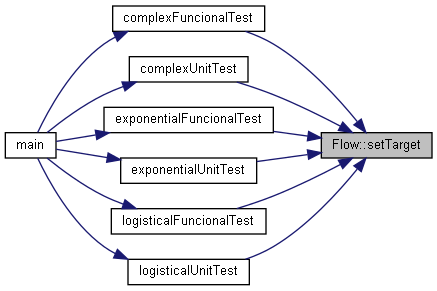 complexFuncionalTest
complexUnitTest
exponentialFuncionalTest
main
Flow::setTarget
exponentialUnitTest
logisticalFuncionalTest
logisticalUnitTest